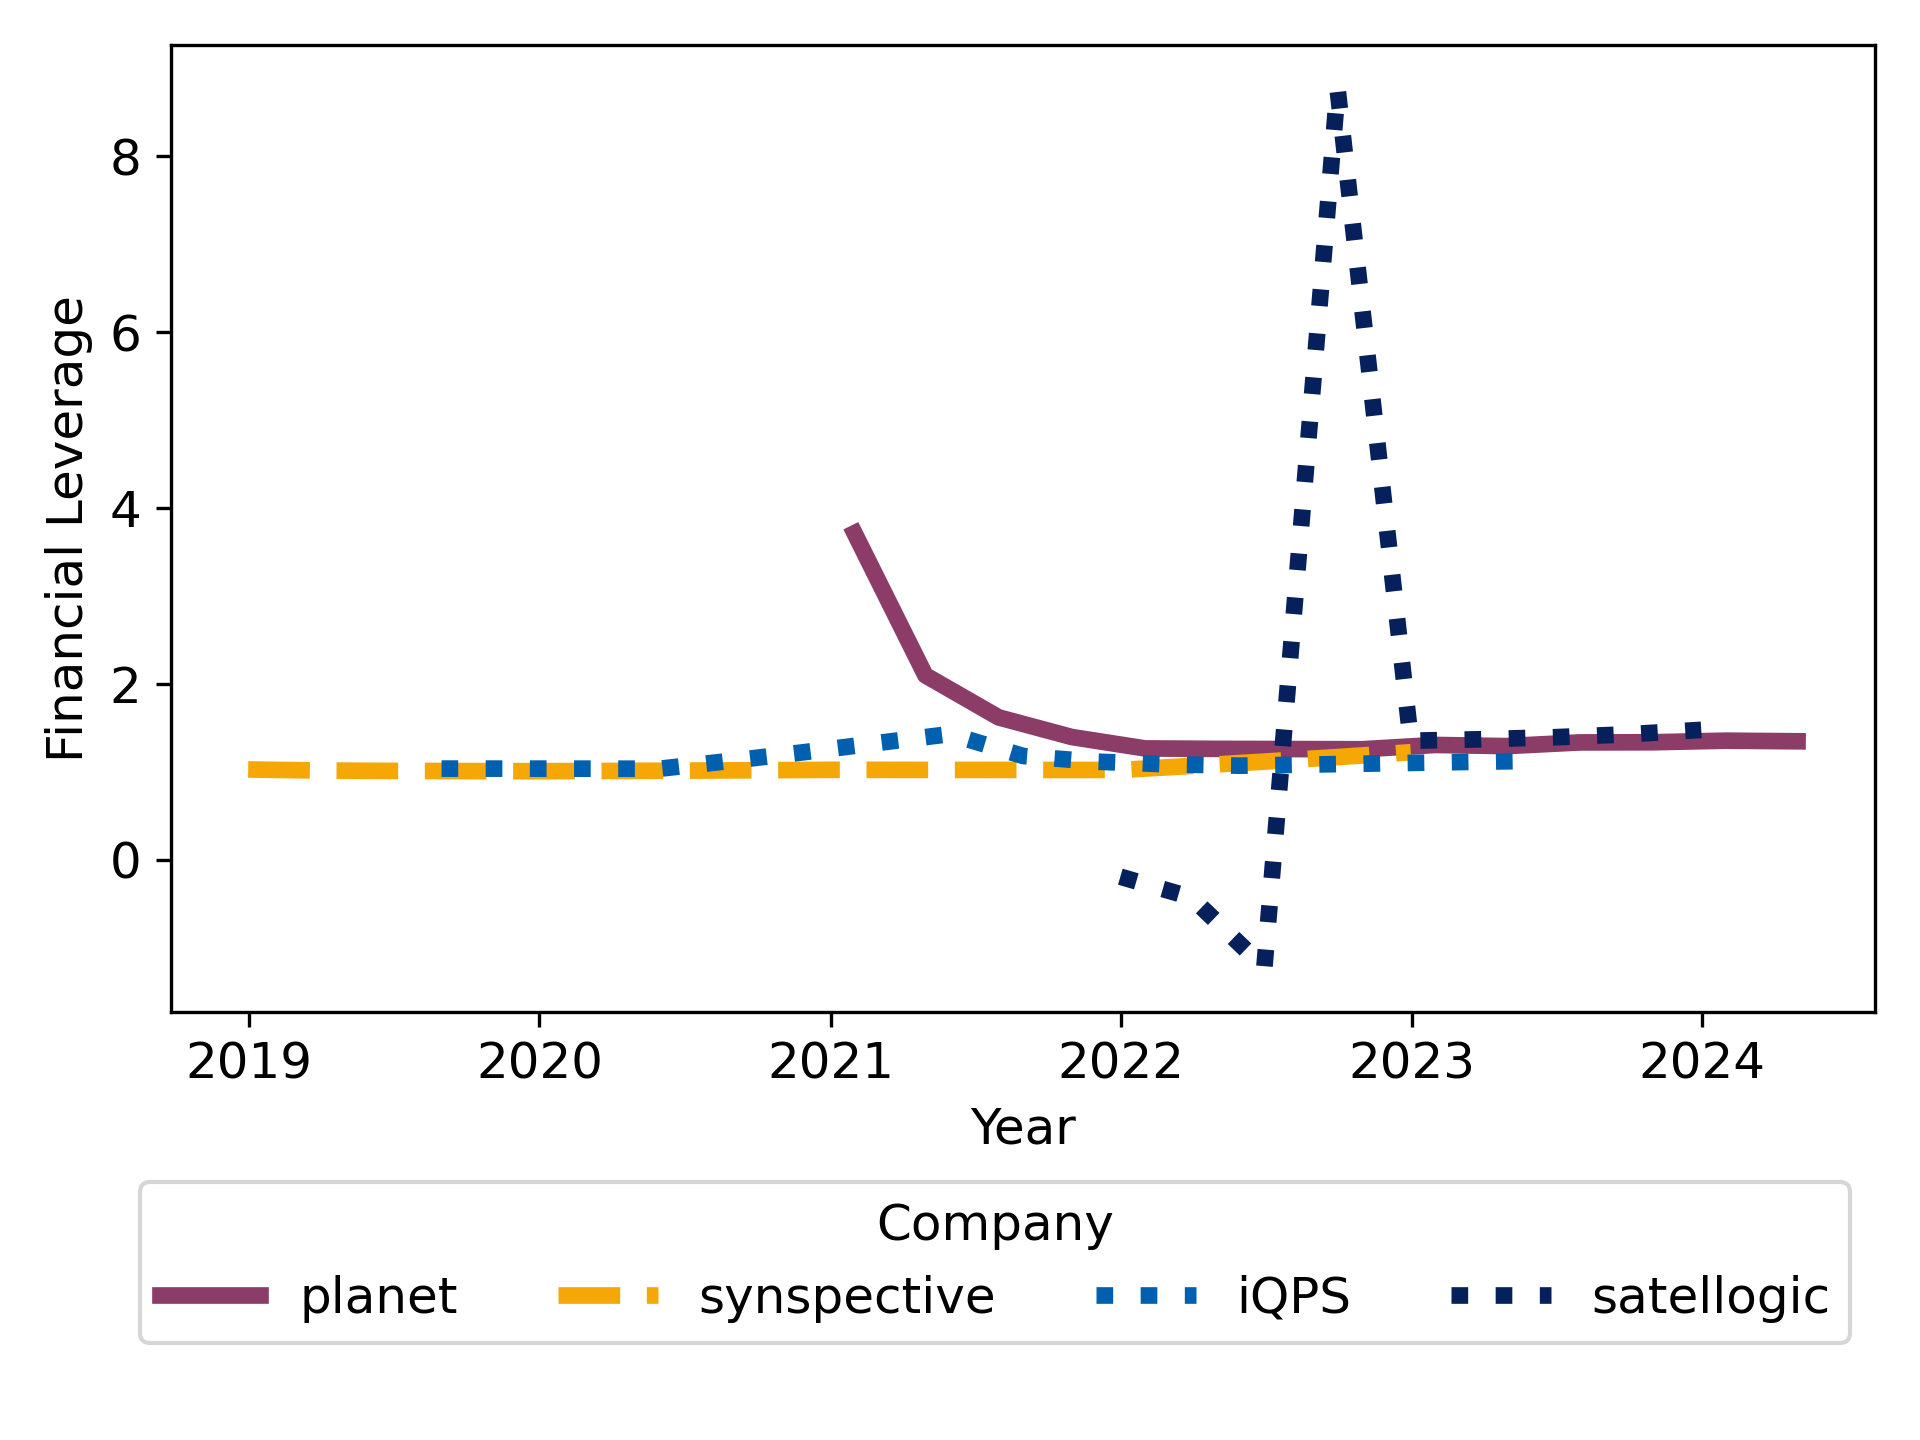 8
6
4
2
0
Financial Leverage
2019 2020 2021 2022 2023 2024
Year
Company
planet synspective iQPS satellogic